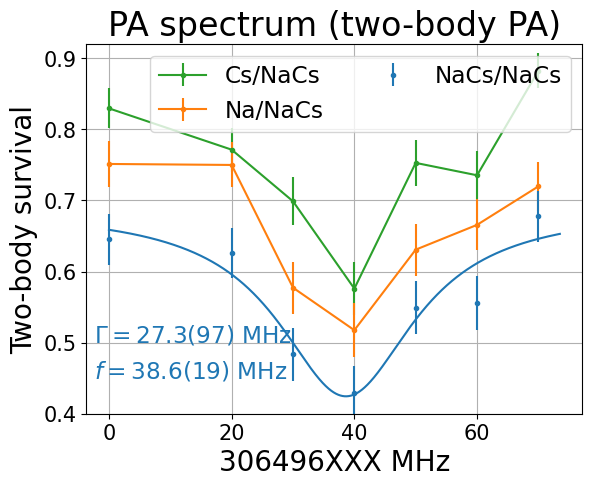 PA spectrum (two-body PA)
Two-body survival
0.9
0.8
0.7
0.6
0.5
0.4
Cs/NaCs
Na/NaCs
NaCs/NaCs
Γ = 27.3(97) MHz
f = 38.6(19) MHz
0 20 40 60
306496XXX MHz